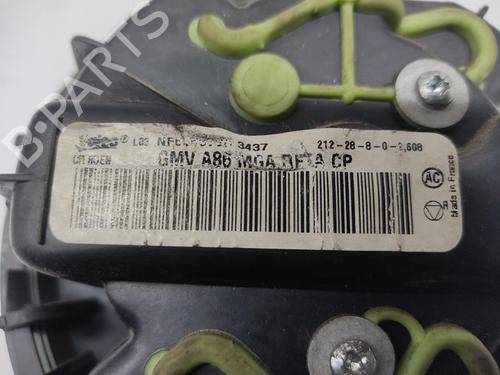 B-PARTS
Valeo L03 3437 212-28-8-0-2,608
CITROEN GMV A86 MGA BETA CP
AC
R
Made in France